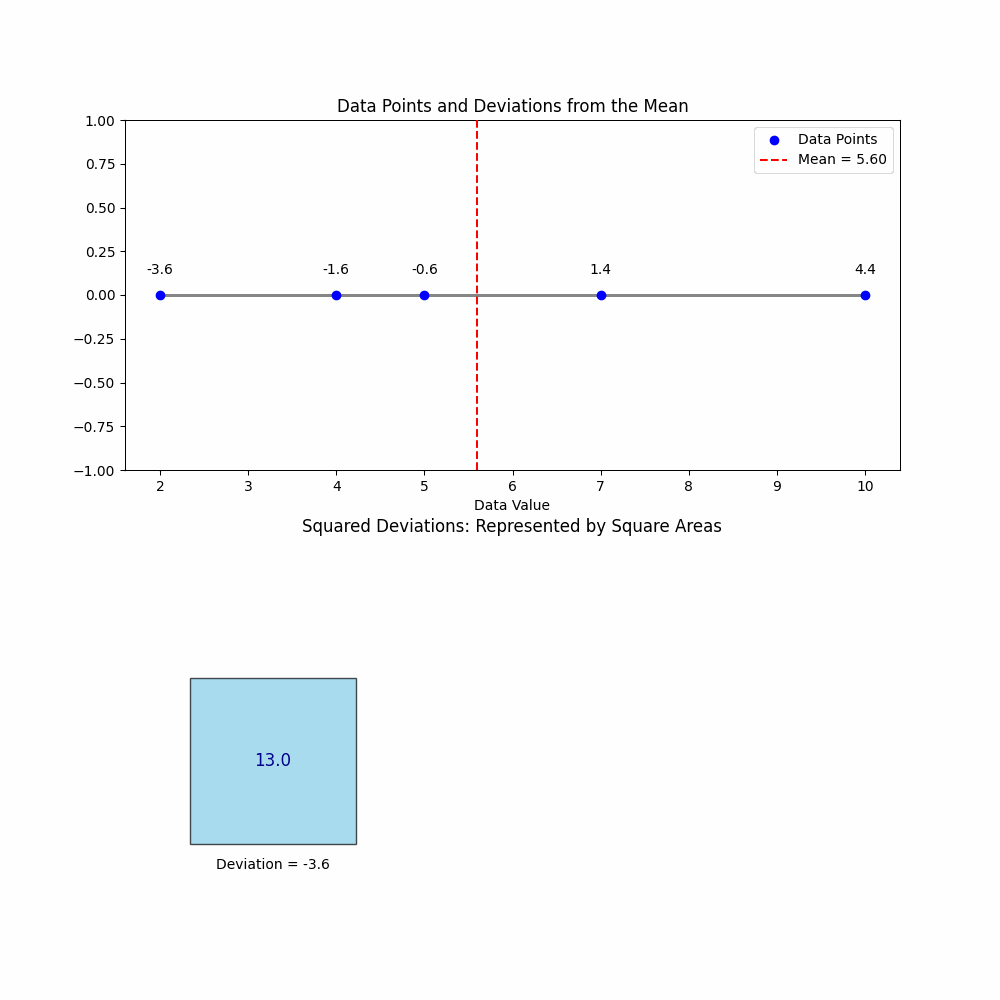 Data Points and Deviations from the Mean
1.00
0.75
0.50
0.25
0.00
−0.25
−0.50
−0.75
−1.00
Data Points
Mean = 5.60
-3.6 -1.6 -0.6 1.4 4.4
2 3 4 5 6 7 8 9 10
Data Value
Squared Deviations: Represented by Square Areas
13.0
Deviation = -3.6